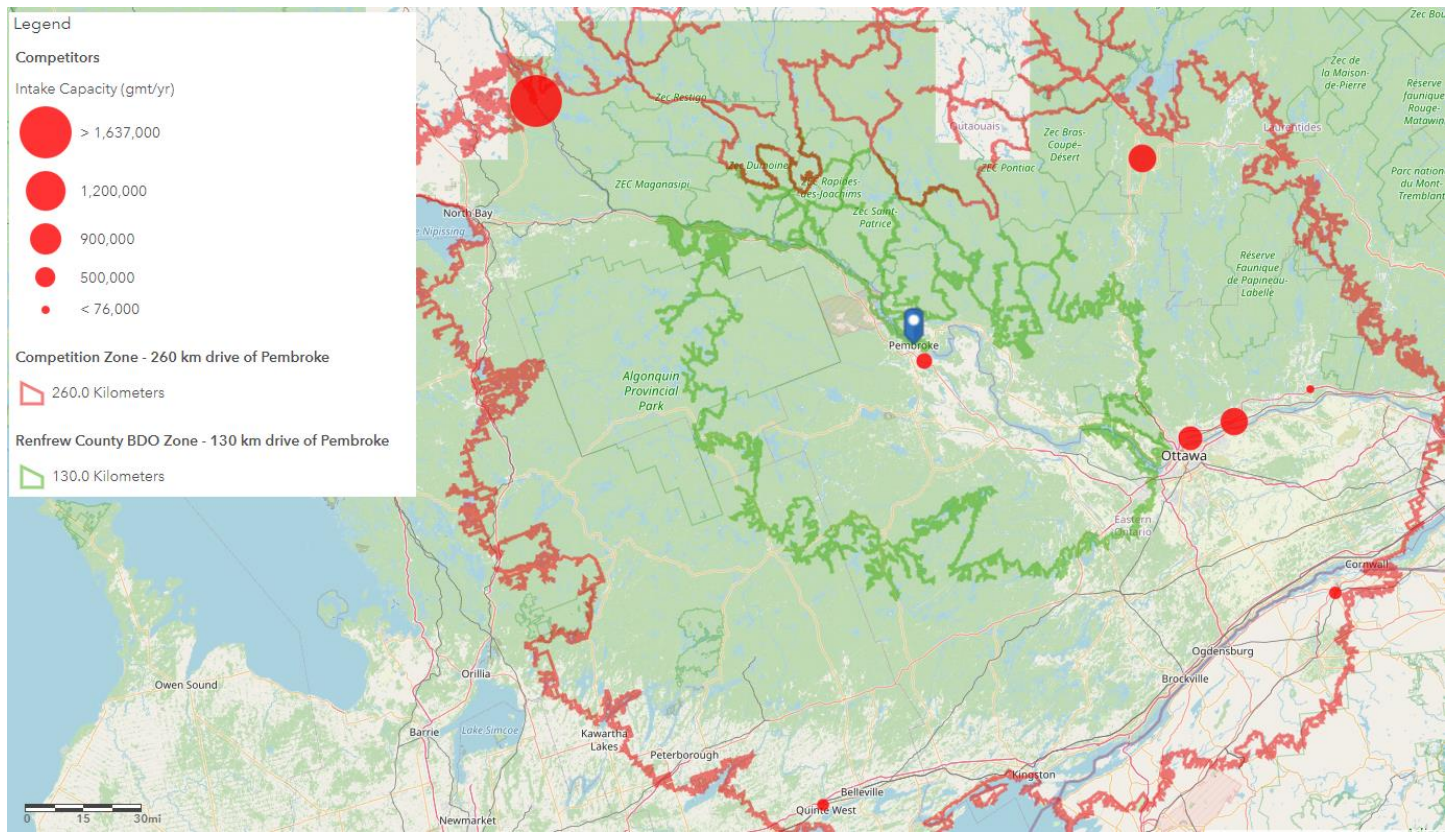 Legend
Competitors
Intake Capacity (gmt/yr)
> 1,637,000
1,200,000
900,000
500,000
< 76,000
Competition Zone - 260 km drive of Pembroke
260.0 Kilometers
Renfrew County BDO Zone - 130 km drive of Pembroke
130.0 Kilometers
Zec
Zec de
la Maison-
de-Pierre
Réserve
faunique
Rouge-
Matawin
Zec Restigo
Outaouais
Laurentides
Zec Bras-
Coupé–
Désert
Zec Dumoine
ZEC Pontiac
ZEC Maganasipi
Zec Rapides-
des-Joachims
Parc nation
du Mont-
Tremblant
North Bay
Zec Saint-
Patrice
e Nipissing
Réserve
Faunique
de Papineau-
Labelle
Pembroke
Algonquin
Provincial
Park
Ottawa
Eastern
Ontario
Cornwall
Ogdensburg
Brockville
Orillia
Owen Sound
Barrie
Lake Simcoe
Kawartha
Lakes
Peterborough
Kingston
Belleville
Quinte West
Newmarket
0 15 30mi